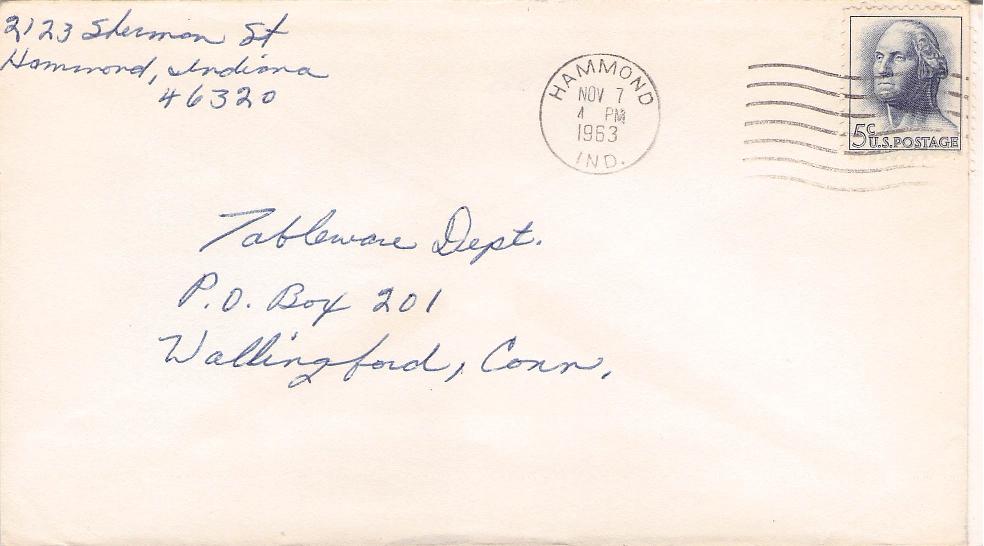 2123 Sherman St
Hammond, Indiana
46320
HAMMOND
NOV 7
4 PM
1963
IND.
5c U.S. POSTAGE
Tableware Dept.
P.O. Box 201
Wallingford, Conn.